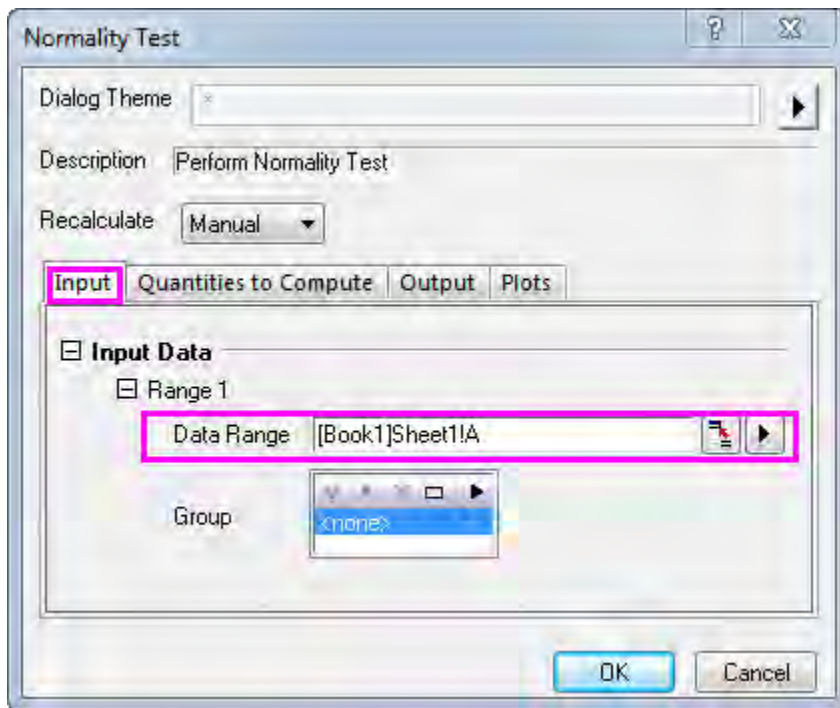 Normality Test
Dialog Theme *
Description Perform Normality Test
Recalculate Manual
Input Quantities to Compute Output Plots
Input Data
Range 1
Data Range [Book1]Sheet1!A
Group
<none>
OK Cancel